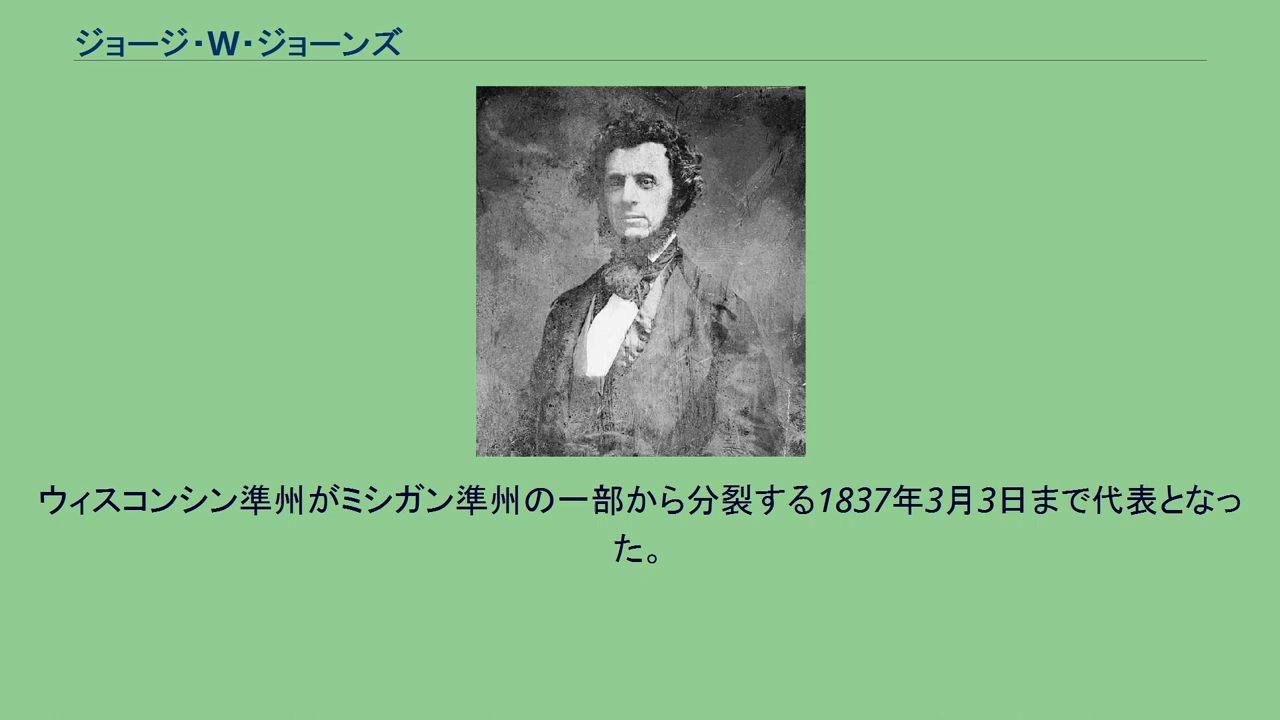 ジョージ・W・ジョーンズ
ウィスコンシン準州がミシガン準州の一部から分裂する1837年3月3日まで代表となっ
た。